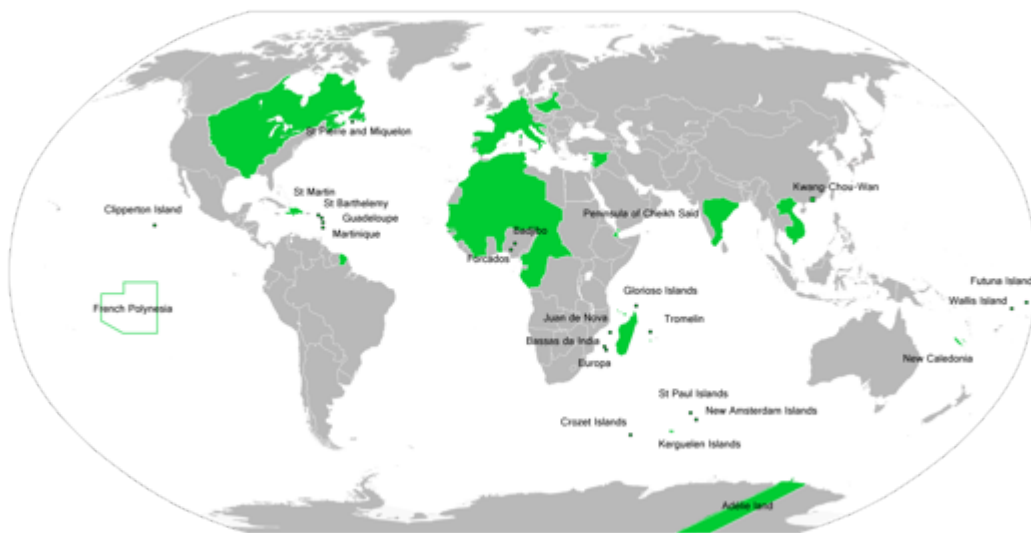 St Pierre and Miquelon
St Martin
Kwang-Chou-Wan
St Barthelemy
Clipperton Island
Guadeloupe
Peninsula of Cheikh Said
Badjibo
Martinique
Forcados
Futuna Island
Glorioso Islands
Wallis Island
French Polynesia
Juan de Nova
Tromelin
Bassas da India
New Caledonia
Europa
St Paul Islands
New Amsterdam Islands
Crozet Islands
Kerguelen Islands
Adélie land